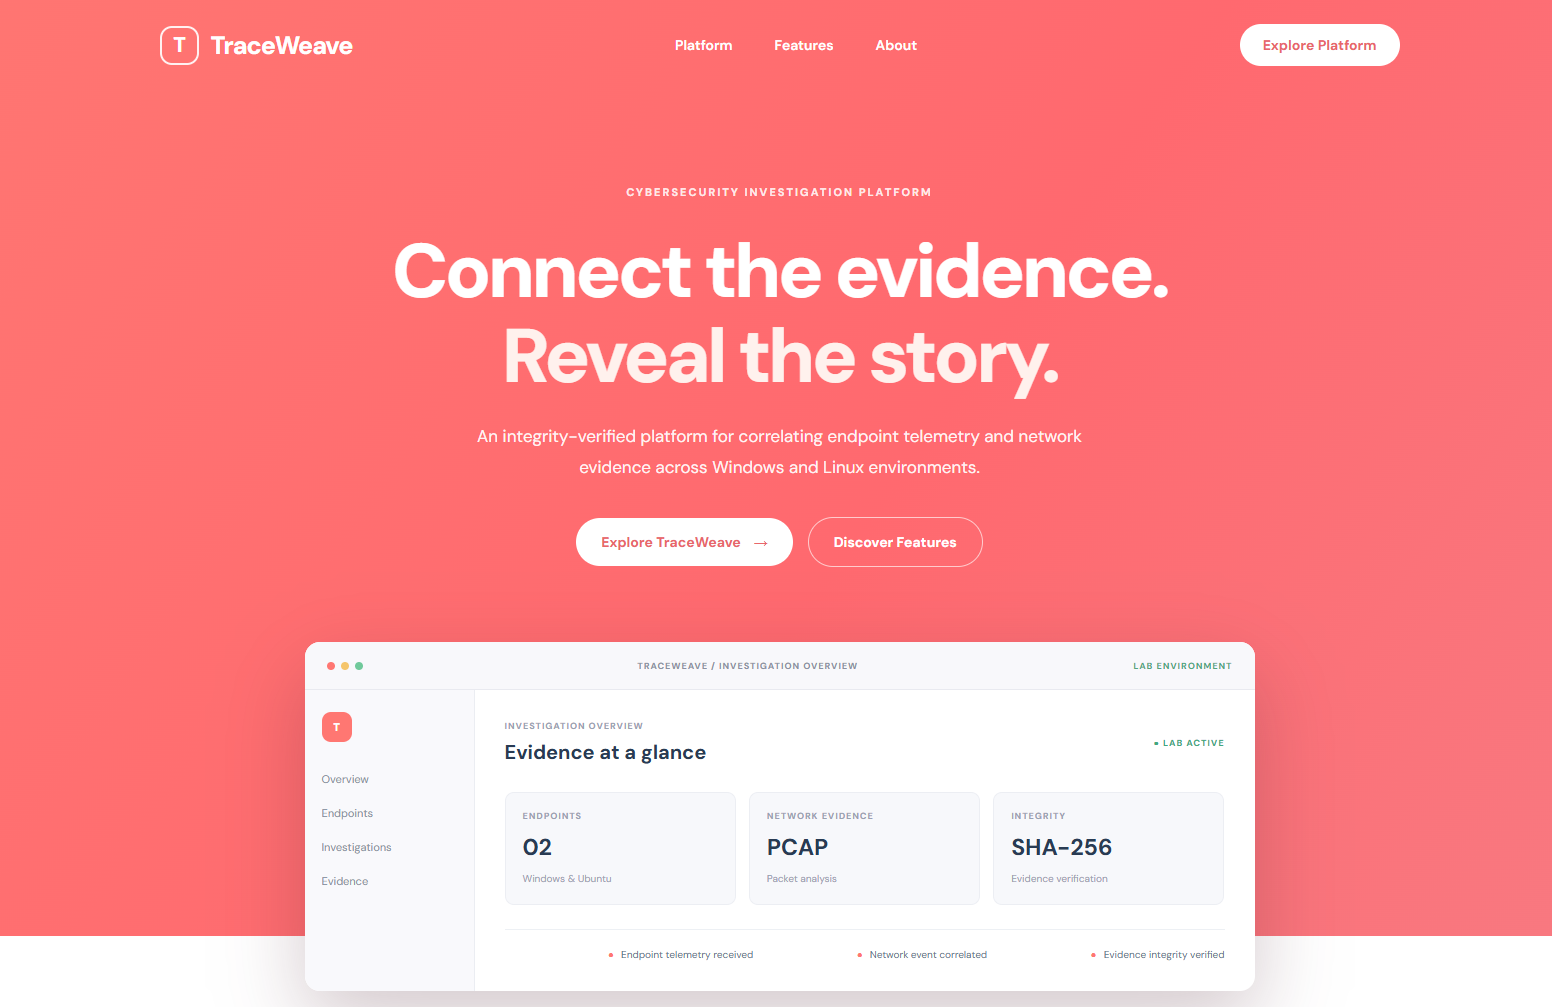 T TraceWeave
Platform Features About
Explore Platform
CYBERSECURITY INVESTIGATION PLATFORM
Connect the evidence.
Reveal the story.
An integrity-verified platform for correlating endpoint telemetry and network
evidence across Windows and Linux environments.
Explore TraceWeave → Discover Features
TRACEWEAVE / INVESTIGATION OVERVIEW
LAB ENVIRONMENT
T
Overview
Endpoints
Investigations
Evidence
INVESTIGATION OVERVIEW
Evidence at a glance
LAB ACTIVE
ENDPOINTS
02
Windows & Ubuntu
NETWORK EVIDENCE
PCAP
Packet analysis
INTEGRITY
SHA-256
Evidence verification
Endpoint telemetry received
Network event correlated
Evidence integrity verified